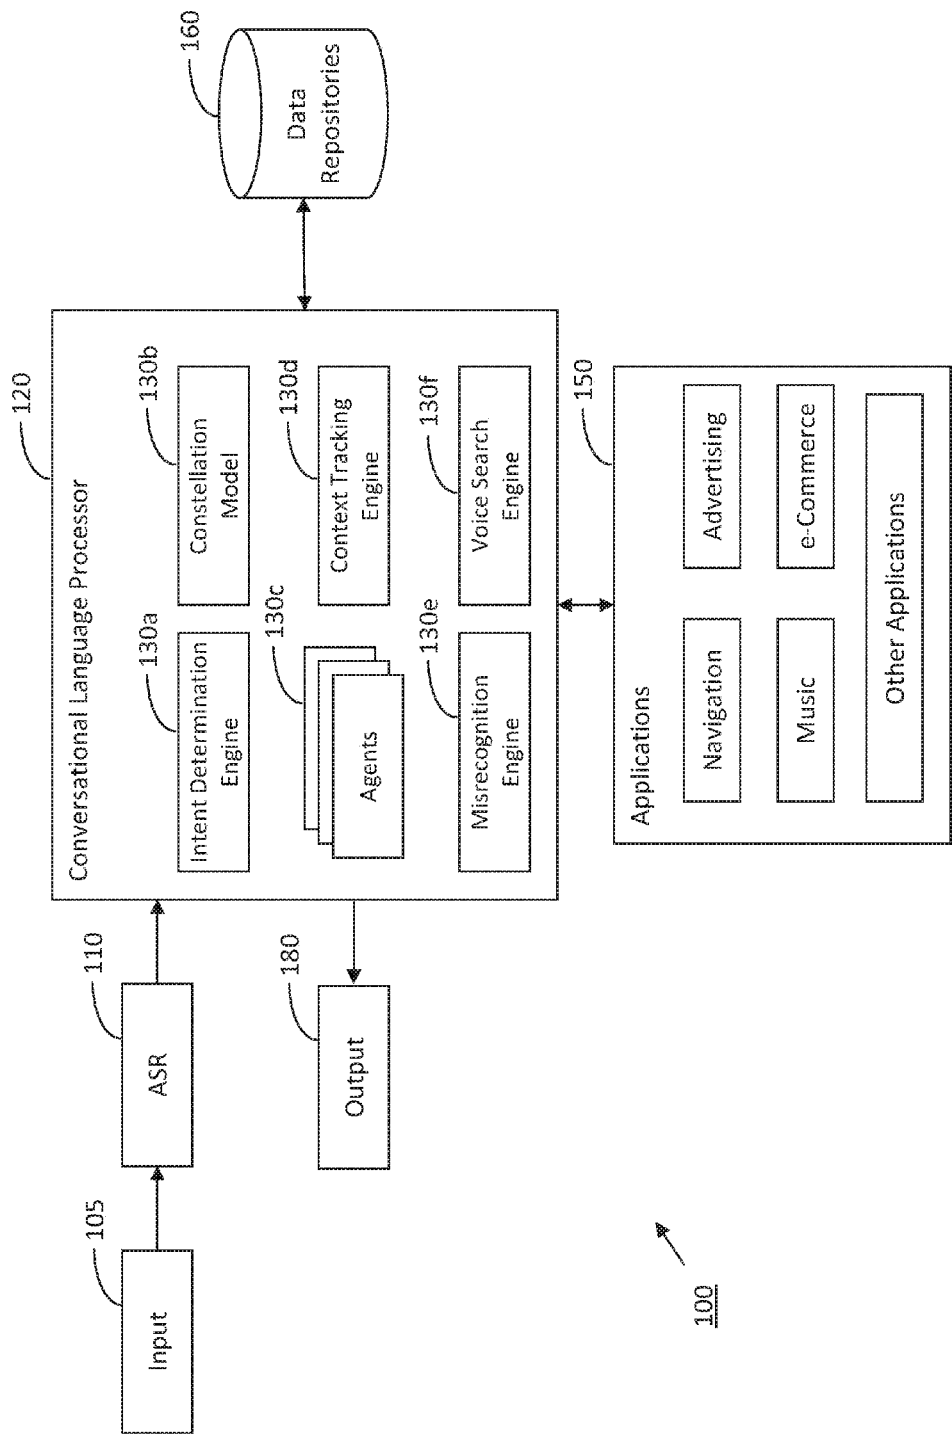 120
Conversational Language Processor
130a
Intent Determination
Engine
130b
Constellation
Model
130c
Agents
130d
Context Tracking
Engine
130e
Misrecognition
Engine
130f
Voice Search
Engine
105
Input
110
ASR
180
Output
160
Data
Repositories
150
Applications
Navigation
Advertising
Music
e-Commerce
Other Applications
100